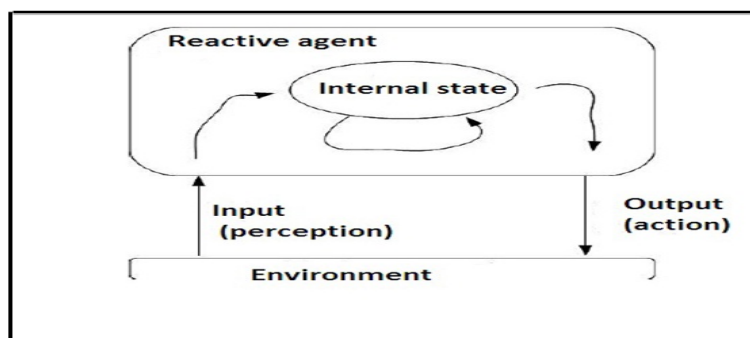 Reactive agent
Internal state
Input
(perception)
Output
(action)
Environment